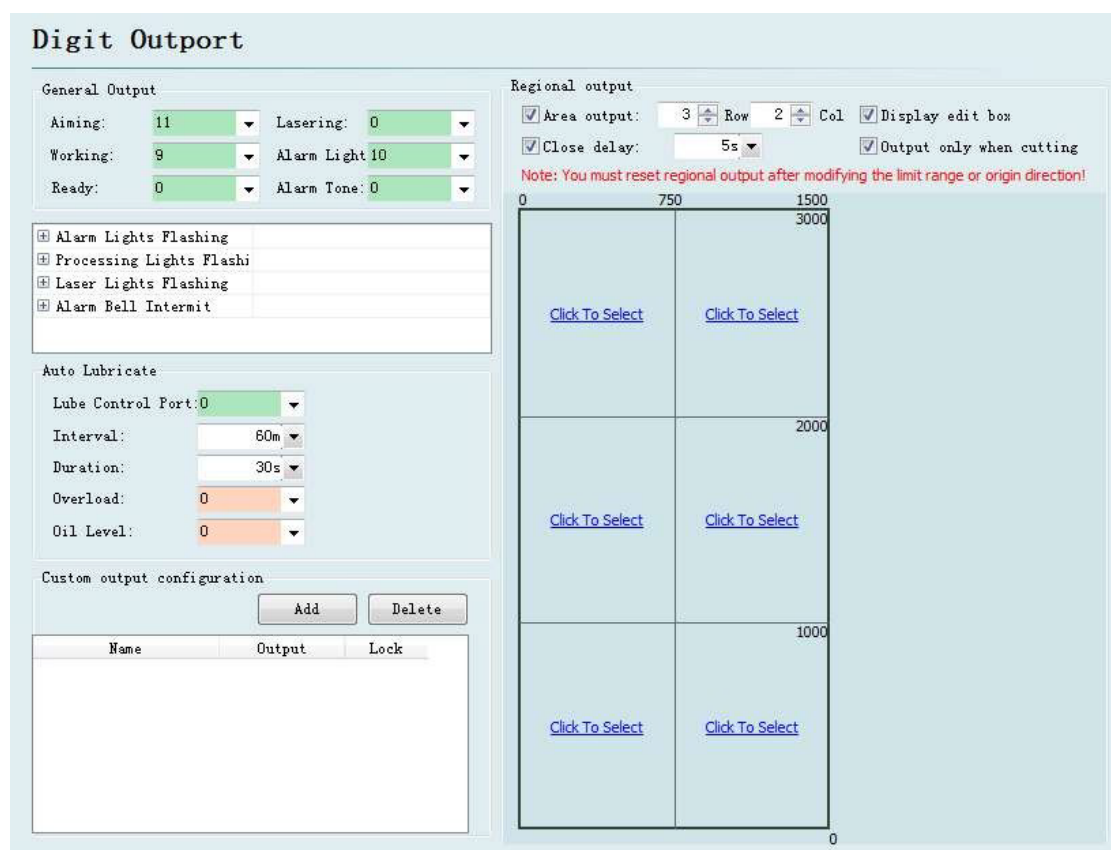 Digit Outport
General Output
Aiming: 11 Lasering: 0
Working: 9 Alarm Light 10
Ready: 0 Alarm Tone: 0
Alarm Lights Flashing
Processing Lights Flashi
Laser Lights Flashing
Alarm Bell Intermit
Auto Lubricate
Lube Control Port: 0
Interval: 60m
Duration: 30s
Overload: 0
Oil Level: 0
Custom output configuration
Add Delete
Name Output Lock
Regional output
Area output: 3 Row 2 Col Display edit box
Close delay: 5s Output only when cutting
Note: You must reset regional output after modifying the limit range or origin direction!
0 750 1500
3000
Click To Select Click To Select
2000
Click To Select Click To Select
1000
Click To Select Click To Select
0